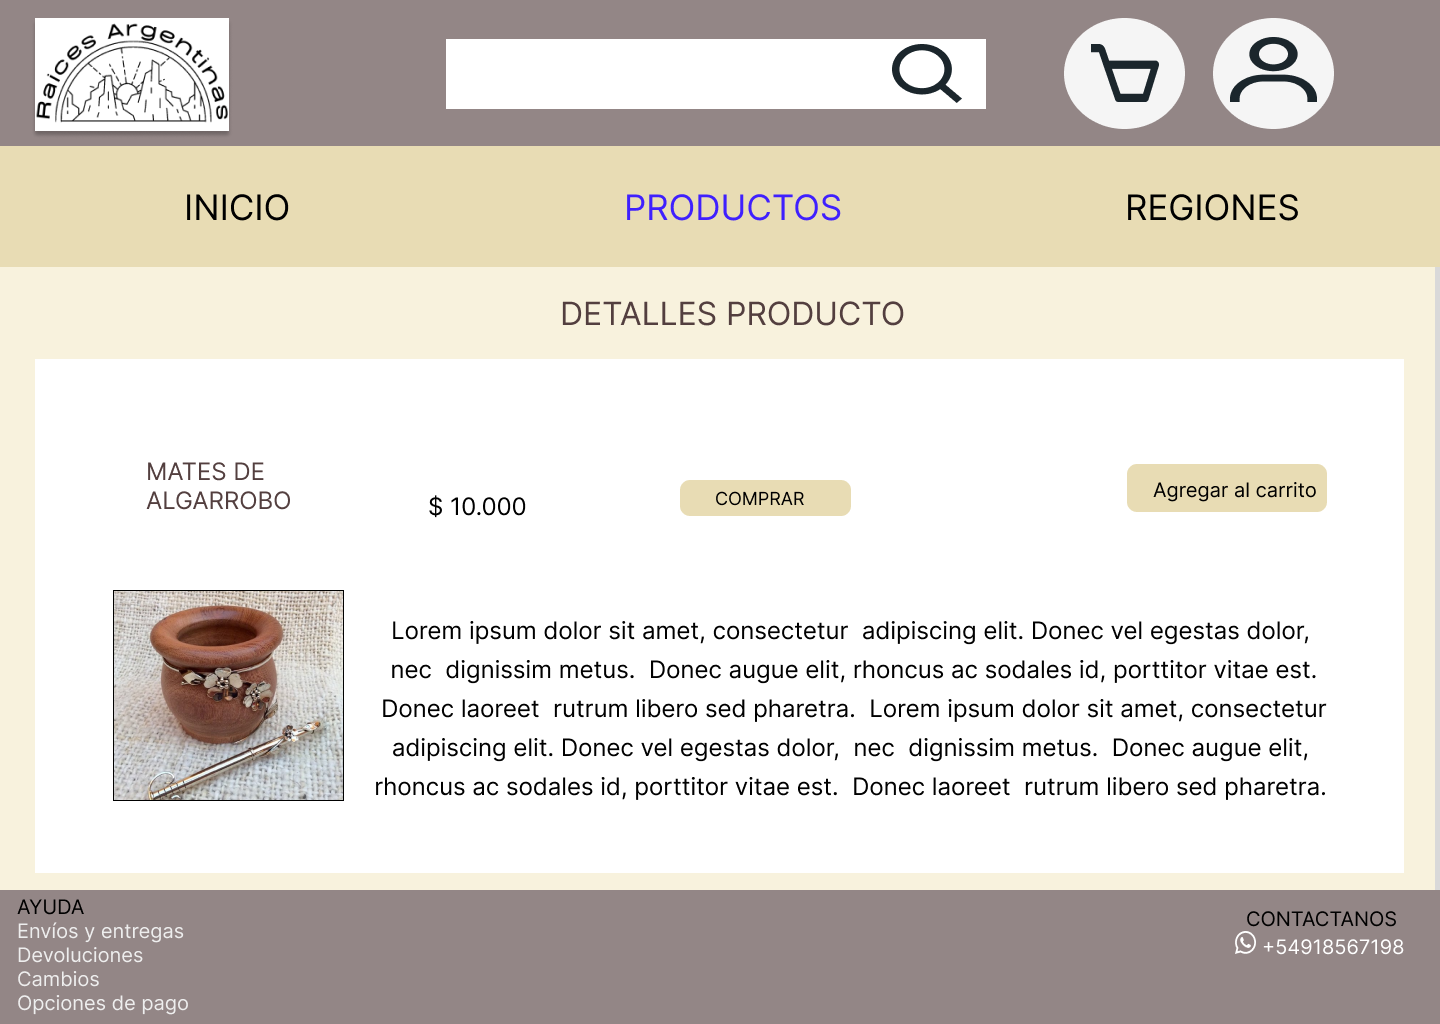 Raices Argentinas
INICIO
PRODUCTOS
REGIONES
DETALLES PRODUCTO
MATES DE
ALGARROBO
$ 10.000
COMPRAR
Agregar al carrito
Lorem ipsum dolor sit amet, consectetur  adipiscing elit. Donec vel egestas dolor,
nec  dignissim metus.  Donec augue elit, rhoncus ac sodales id, porttitor vitae est.
Donec laoreet  rutrum libero sed pharetra.  Lorem ipsum dolor sit amet, consectetur
adipiscing elit. Donec vel egestas dolor,  nec  dignissim metus.  Donec augue elit,
rhoncus ac sodales id, porttitor vitae est.  Donec laoreet  rutrum libero sed pharetra.
AYUDA
Envíos y entregas
Devoluciones
Cambios
Opciones de pago
CONTACTANOS
+54918567198